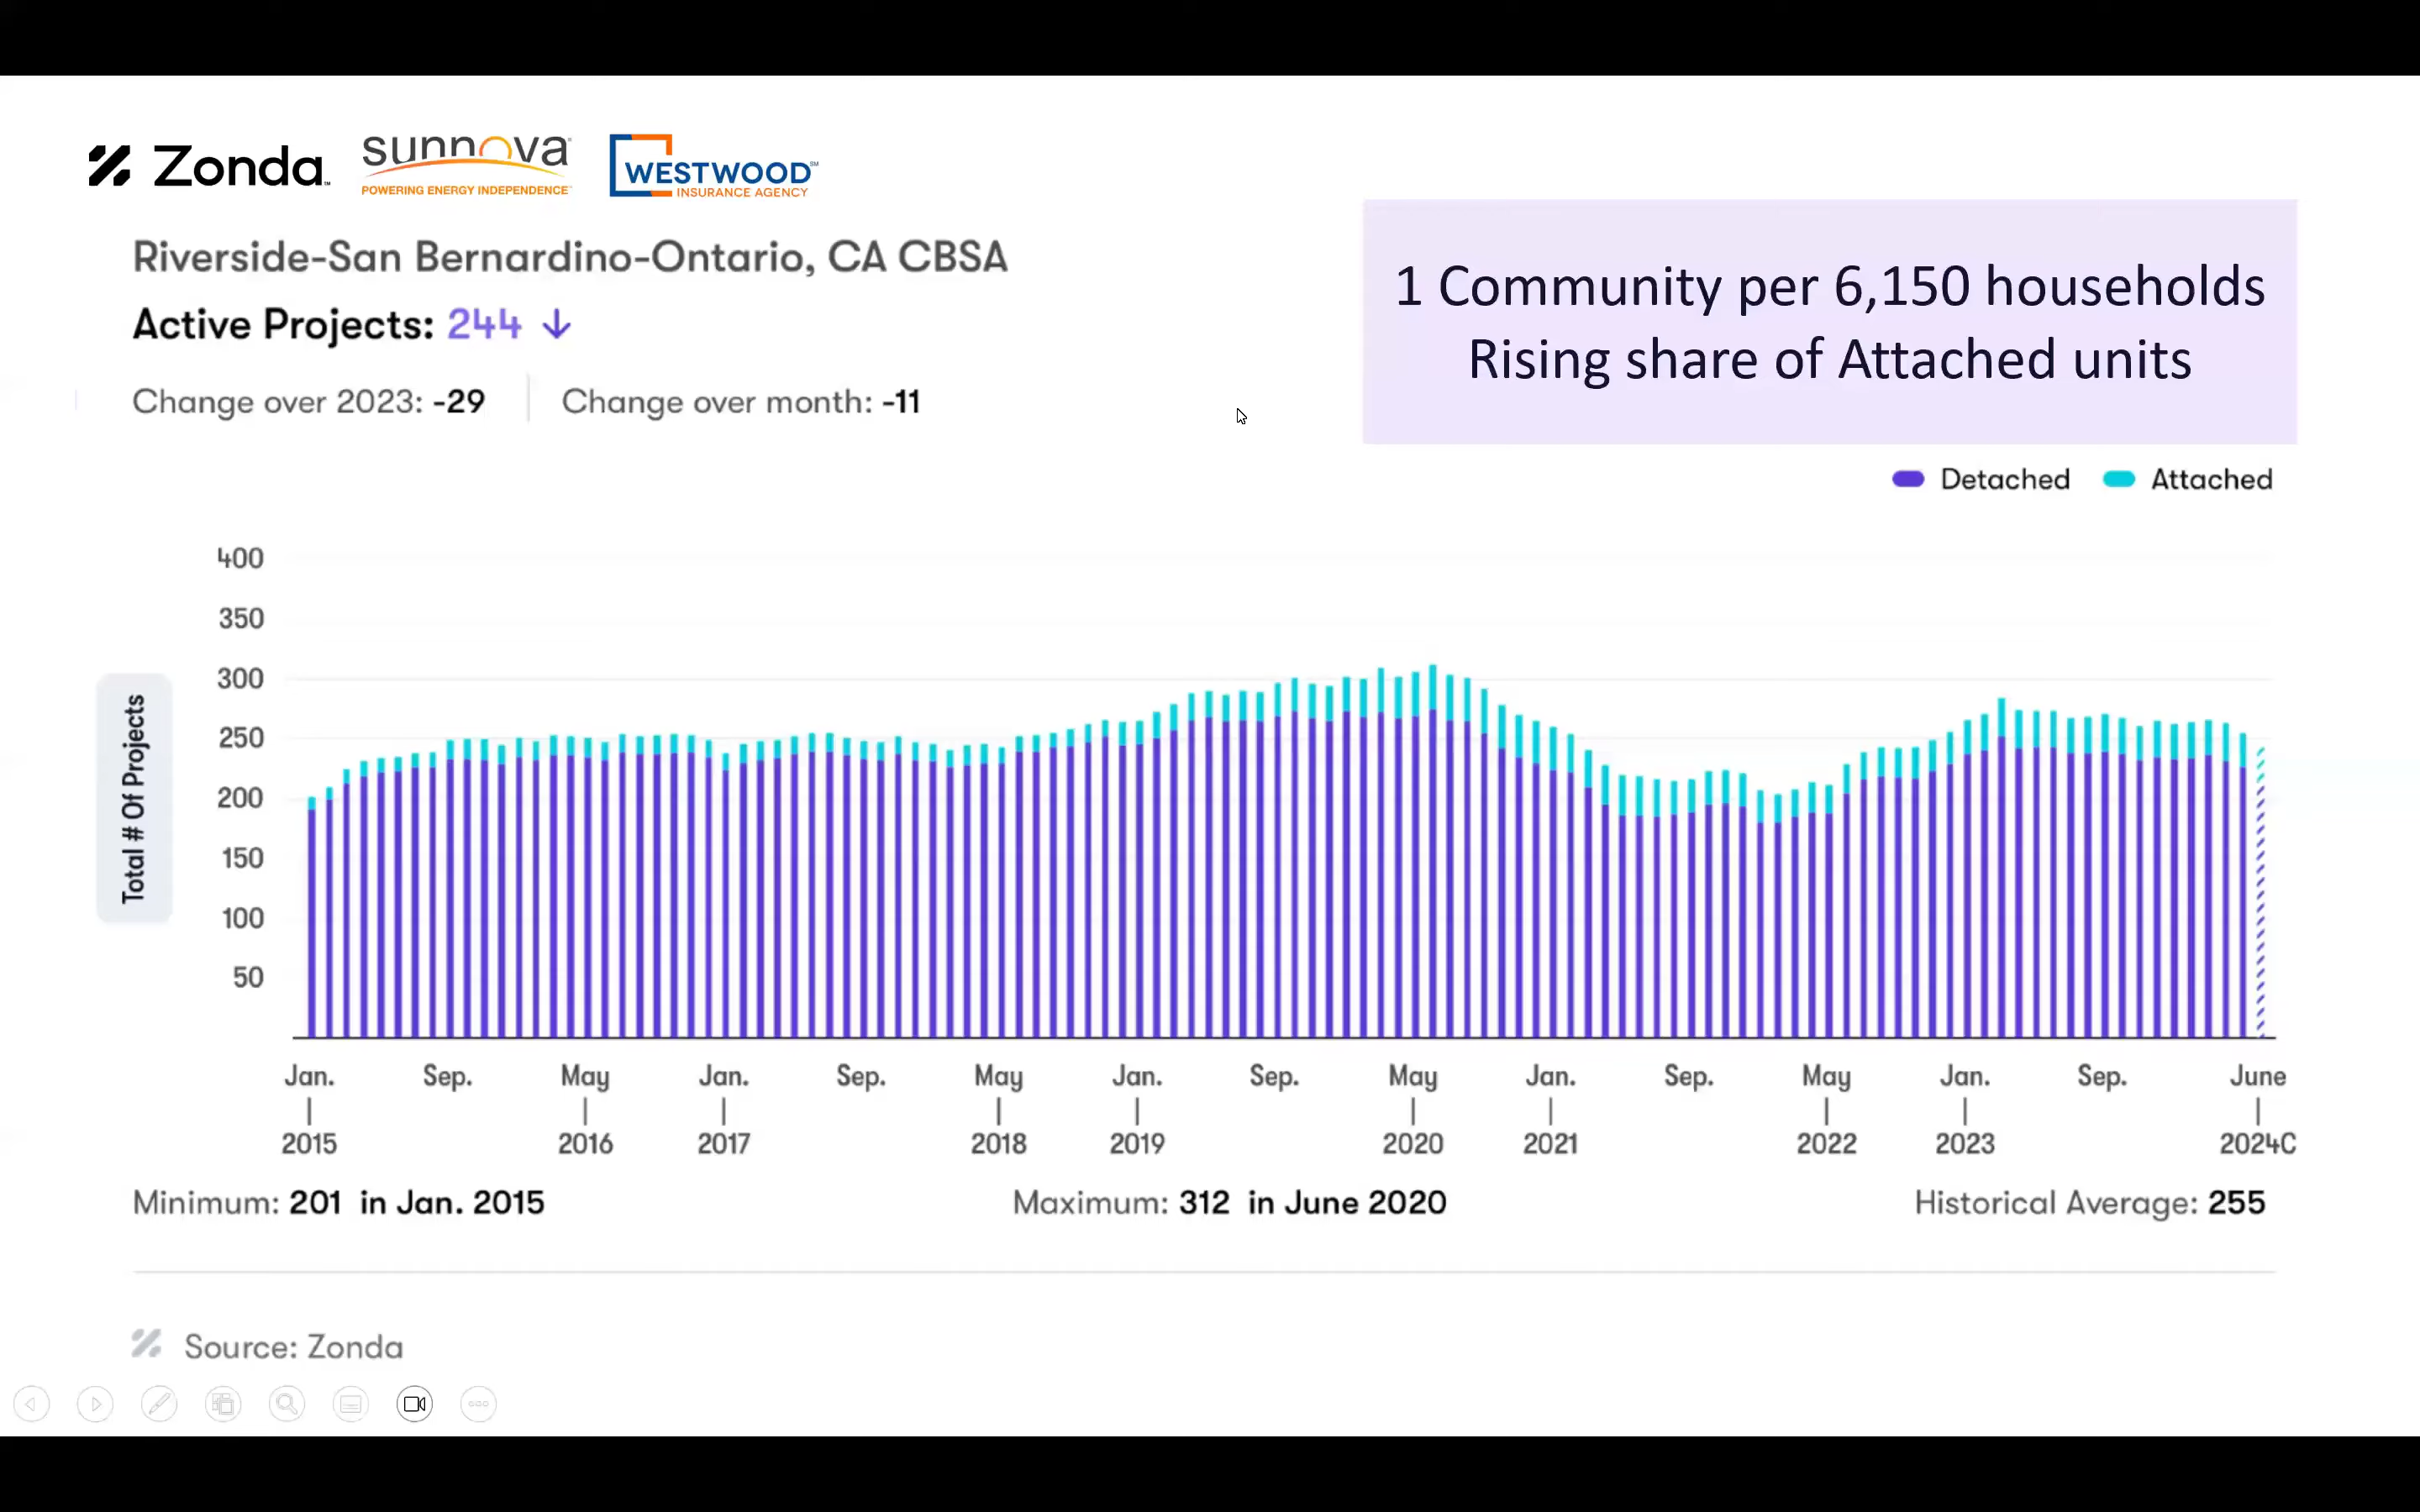 Zonda™
sunnova
POWERING ENERGY INDEPENDENCE
WESTWOOD SM
INSURANCE AGENCY
Riverside-San Bernardino-Ontario, CA CBSA
Active Projects: 244 ↓
Change over 2023: -29
Change over month: -11
1 Community per 6,150 households
Rising share of Attached units
Detached
Attached
400
350
300
250
200
150
100
50
Total # Of Projects
Jan. Sep. May Jan. Sep. May Jan. Sep. May Jan. Sep. May Jan. Sep. June
2015 2016 2017 2018 2019 2020 2021 2022 2023 2024C
Minimum: 201 in Jan. 2015
Maximum: 312 in June 2020
Historical Average: 255
Source: Zonda